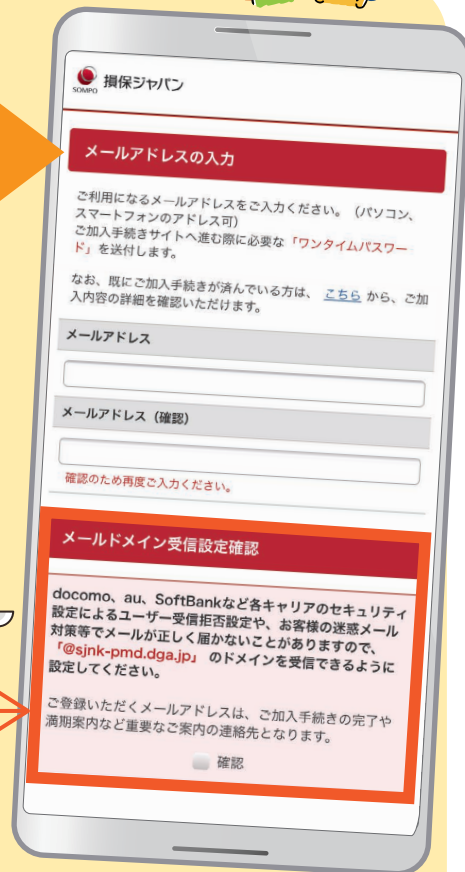 SOMPO 損保ジャパン
メールアドレスの入力
ご利用になるメールアドレスをご入力ください。（パソコン、
スマートフォンのアドレス可）
ご加入手続きサイトへ進む際に必要な「ワンタイムパスワー
ド」を送付します。
なお、既にご加入手続きが済んでいる方は、 こちら から、ご加
入内容の詳細を確認いただけます。
メールアドレス
メールアドレス（確認）
確認のため再度ご入力ください。
メールドメイン受信設定確認
docomo、au、SoftBankなど各キャリアのセキュリティ
設定によるユーザー受信拒否設定や、お客様の迷惑メール
対策等でメールが正しく届かないことがありますので、
「@sjnk-pmd.dga.jp」 のドメインを受信できるように
設定してください。
ご登録いただくメールアドレスは、ご加入手続きの完了や
満期案内など重要なご案内の連絡先となります。
確認